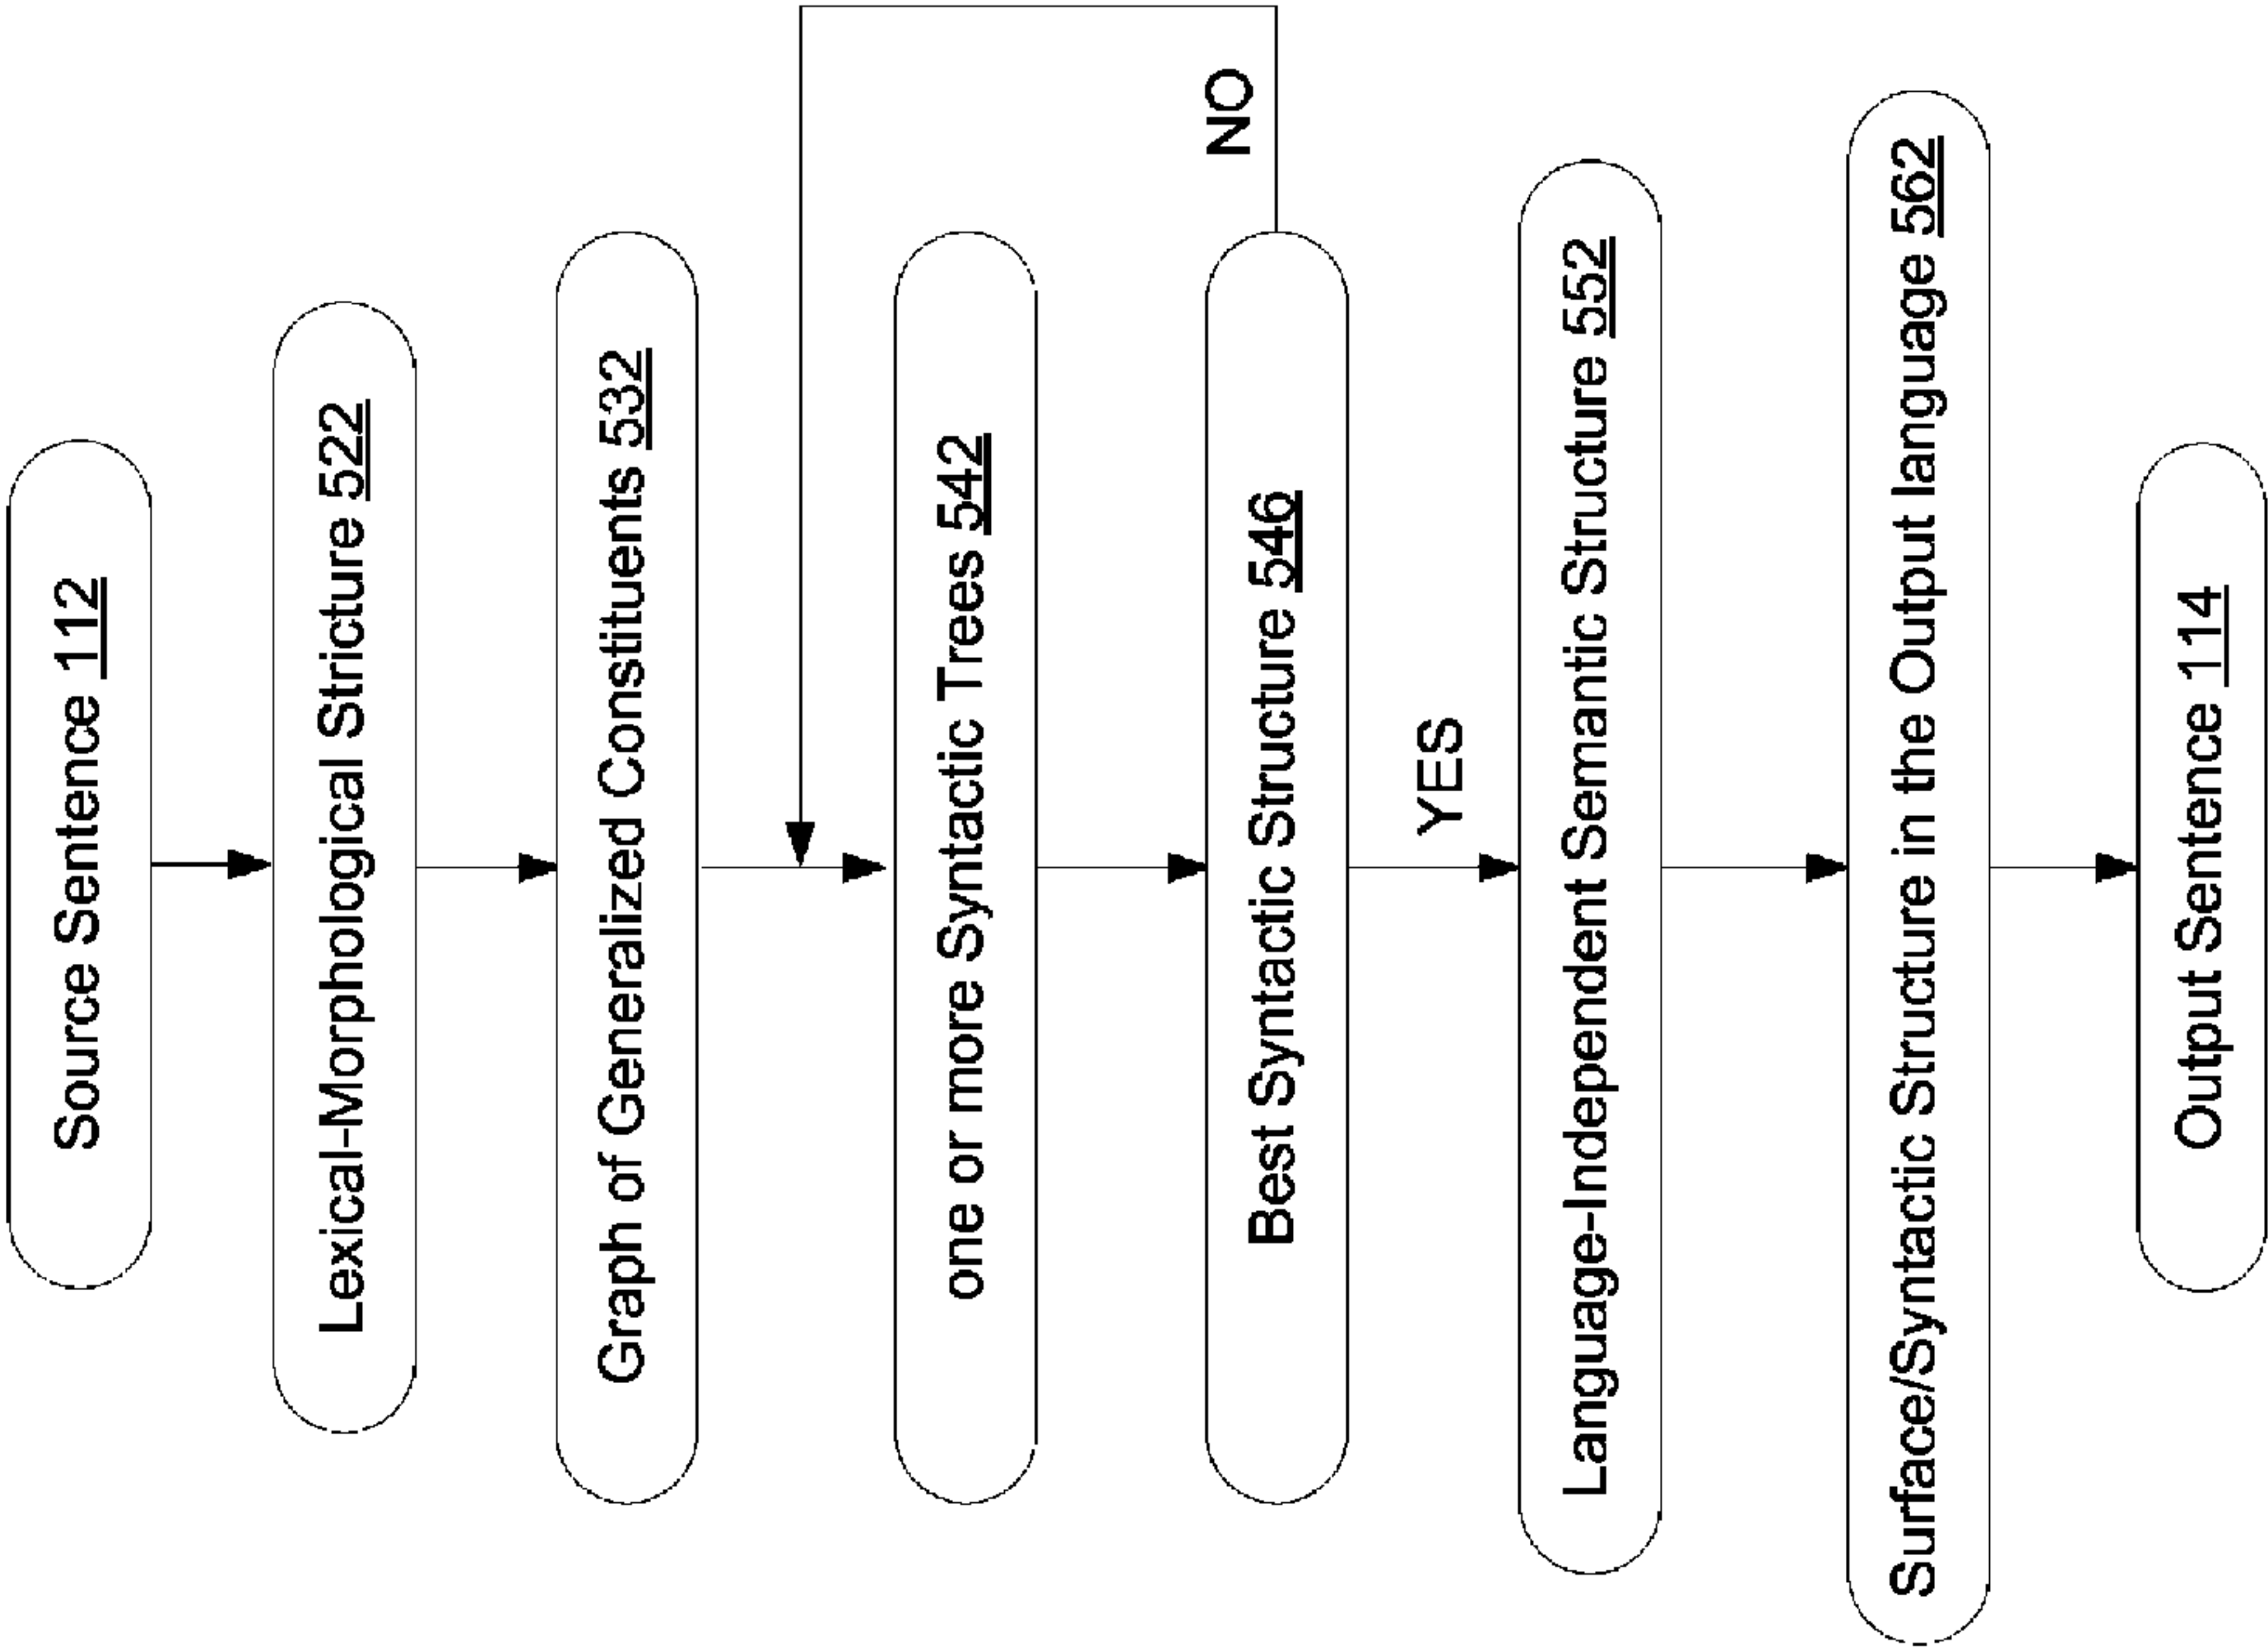 Source Sentence 112
Lexical-Morphological Stricture 522
Graph of Generalized Constituents 532
one or more Syntactic Trees 542
Best Syntactic Structure 546
NO
YES
Language-Independent Semantic Structure 552
Surface/Syntactic Structure in the Output language 562
Output Sentence 114